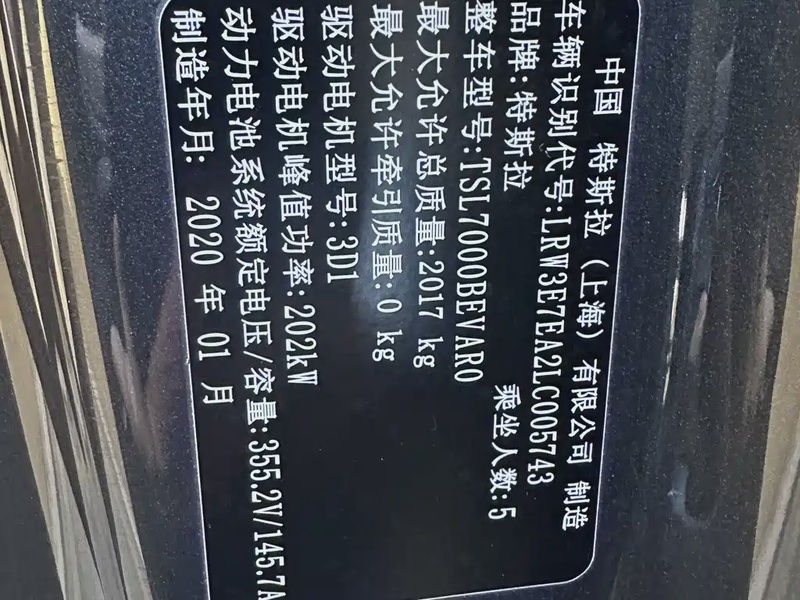 中国 特斯拉（上海）有限公司 制造
车辆识别代号:LRW3E7EA2LC005743
品牌:特斯拉 乘坐人数:5
整车型号:TSL7000BEVAR0
最大允许总质量:2017 kg
最大允许牵引质量:0 kg
驱动电机型号:3D1
驱动电机峰值功率:202kW
动力电池系统额定电压/容量:355.2V/145.7A
制造年月: 2020 年 01 月